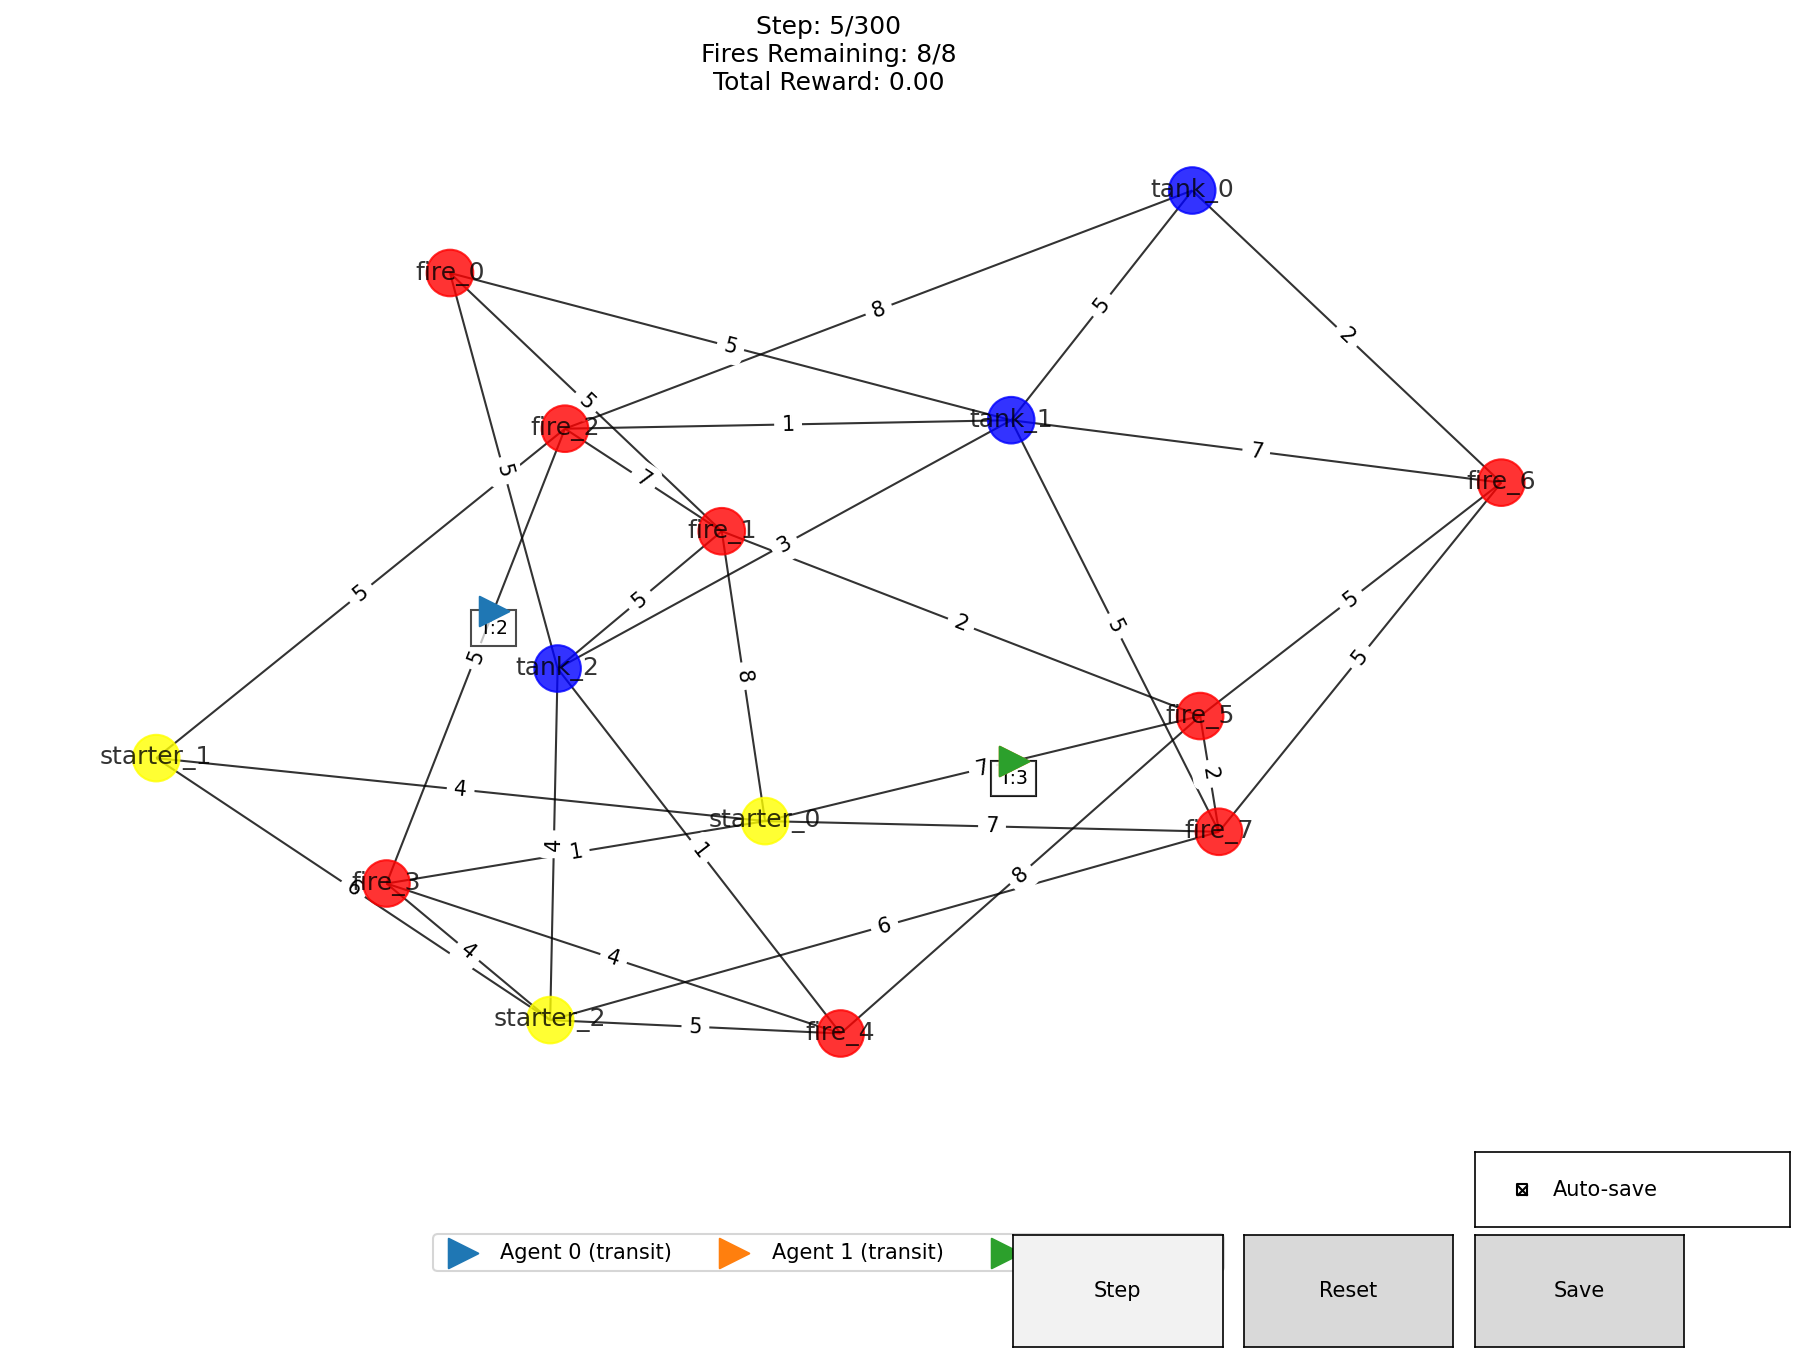 Step: 5/300
Fires Remaining: 8/8
Total Reward: 0.00
tank_0
fire_0
8
5
2
5
5
fire_2
1
tank_1
7
5
7
fire_6
fire_1
3
5
5
5
2
5
T:2
5
5
tank_2
8
fire_5
starter_1
7
T:3
2
4
starter_0
7
fire_7
4
1
1
8
6
fire_3
6
4
4
starter_2
5
fire_4
Auto-save
Agent 0 (transit)
Agent 1 (transit)
Step
Reset
Save